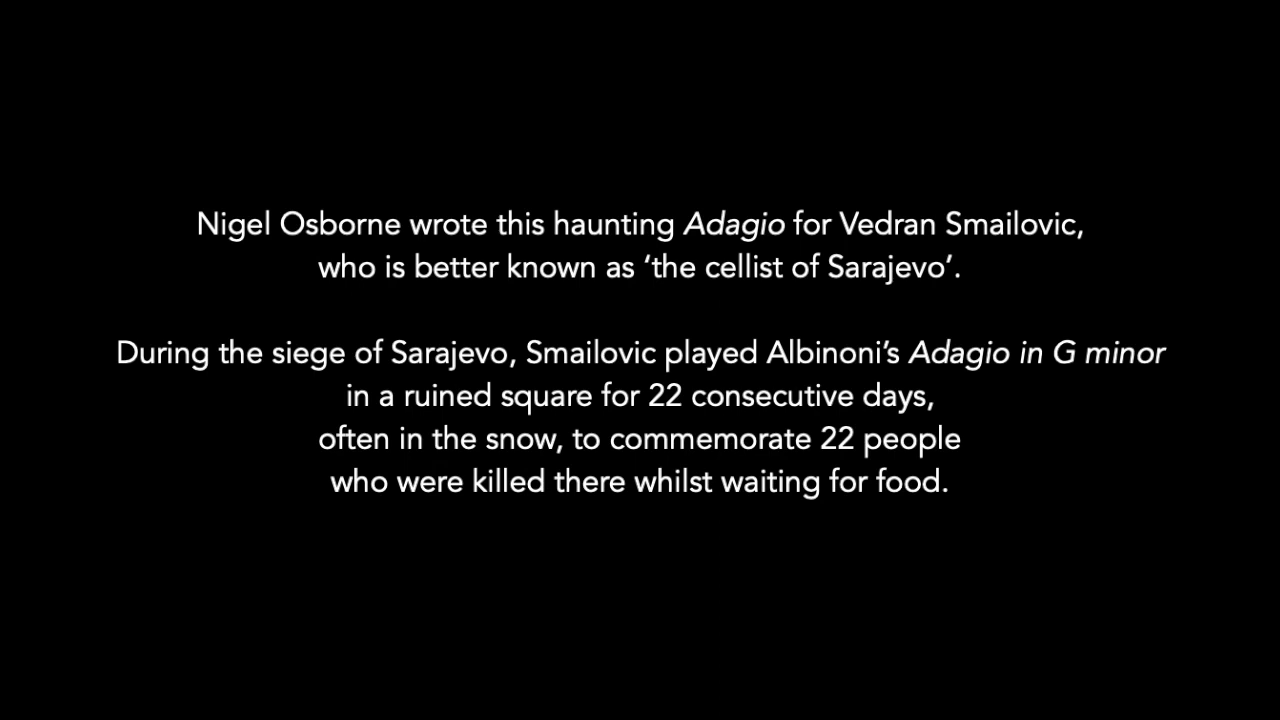 Nigel Osborne wrote this haunting Adagio for Vedran Smailovic,
who is better known as ‘the cellist of Sarajevo’.
During the siege of Sarajevo, Smailovic played Albinoni’s Adagio in G minor
in a ruined square for 22 consecutive days,
often in the snow, to commemorate 22 people
who were killed there whilst waiting for food.